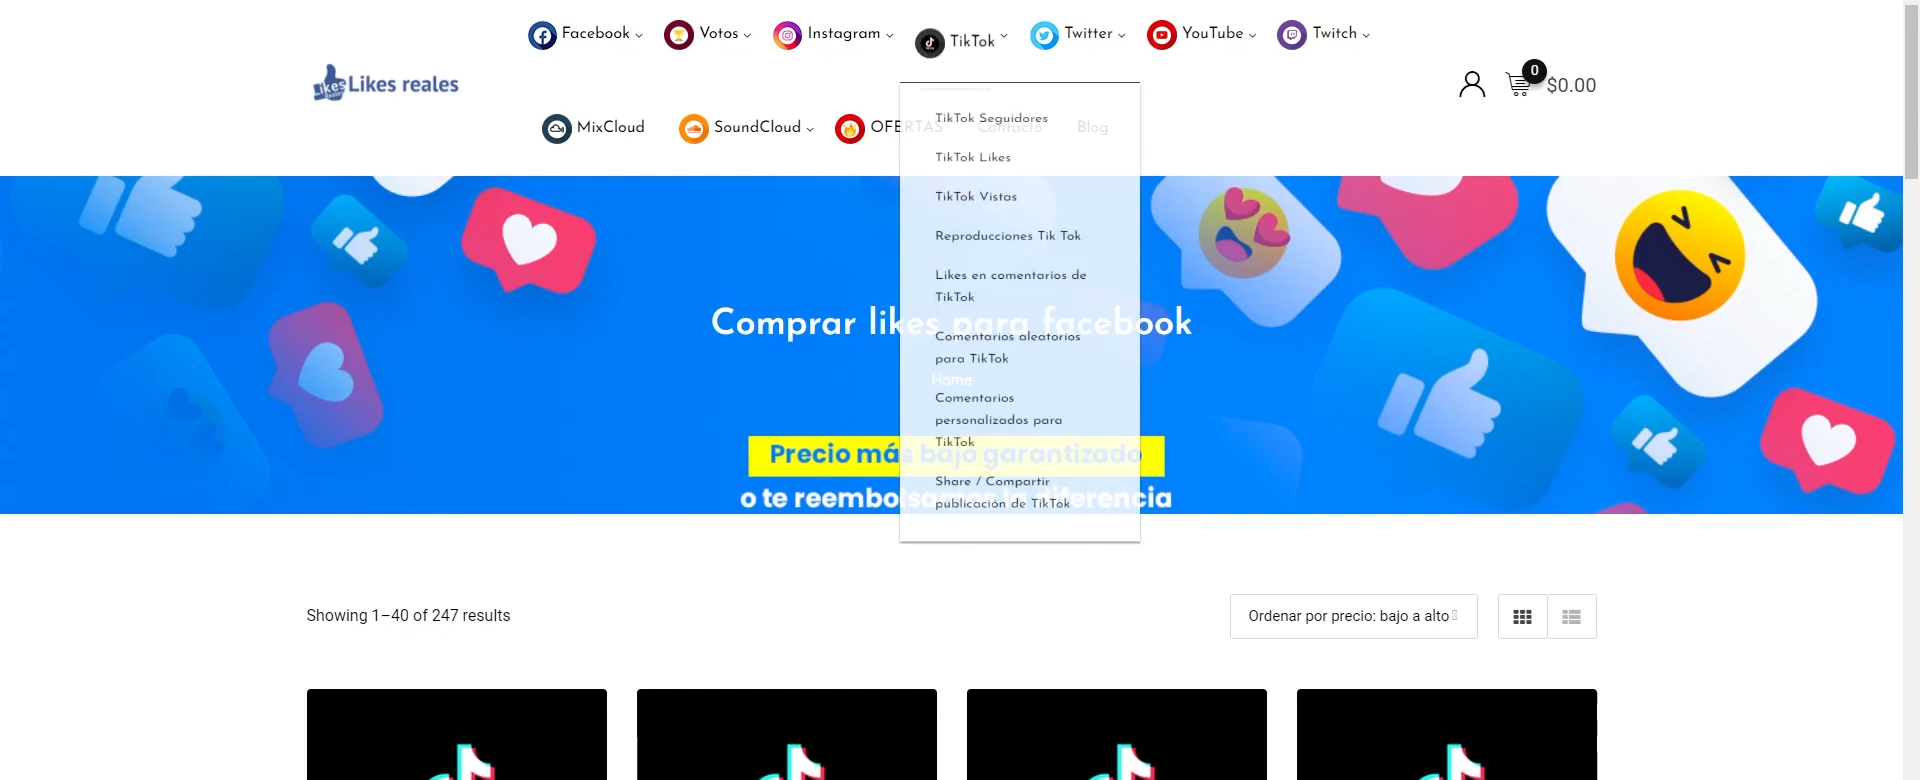 Facebook
Votos
Instagram
TikTok
Twitter
YouTube
Twitch
Likes reales
0
$0.00
MixCloud
SoundCloud
OFERTAS
Contacto
Blog
TikTok Seguidores
TikTok Likes
TikTok Vistas
Reproducciones Tik Tok
Likes en comentarios de
TikTok
Comprar likes para facebook
Comentarios aleatorios
para TikTok
Home
Comentarios
personalizados para
TikTok
Precio más bajo garantizado
Share / Compartir
publicación de TikTok
o te reembolsamos la diferencia
Showing 1–40 of 247 results
Ordenar por precio: bajo a alto